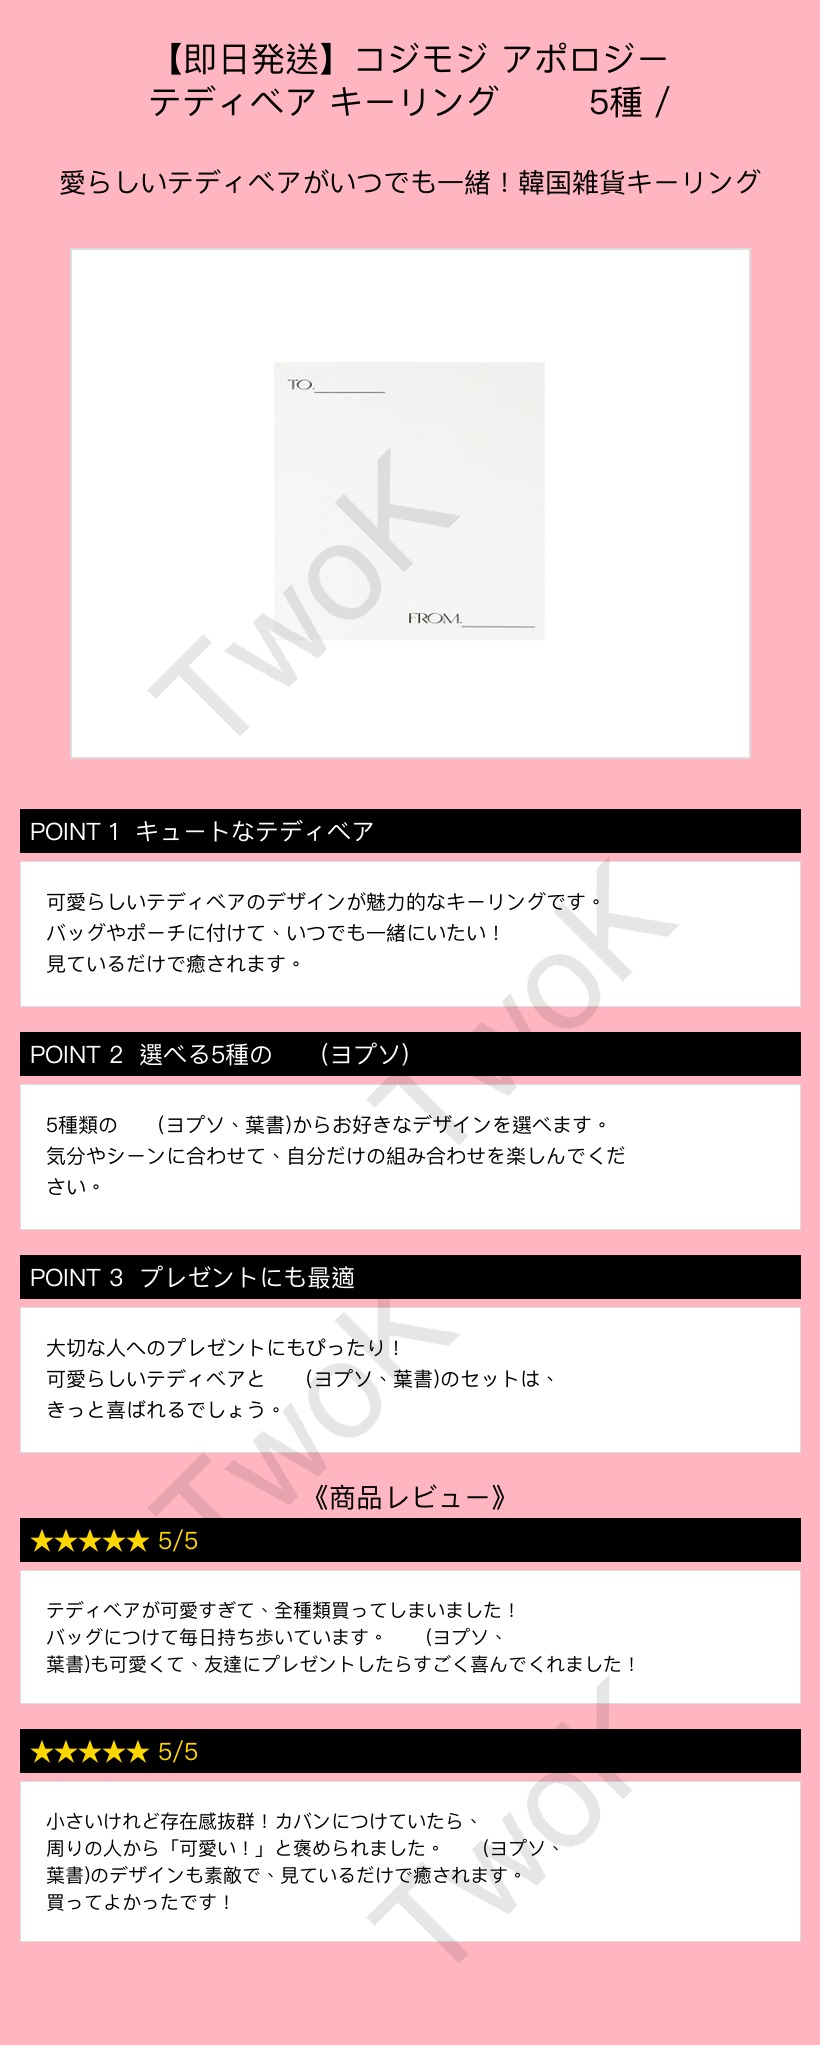 【即日発送】コジモジ アポロジー
テディベア キーリング 5種 /
愛らしいテディベアがいつでも一緒！韓国雑貨キーリング
TO.
FROM.
TwoK
POINT 1 キュートなテディベア
可愛らしいテディベアのデザインが魅力的なキーリングです。
バッグやポーチに付けて、いつでも一緒にいたい！
見ているだけで癒されます。
TwoK
POINT 2 選べる5種の (ヨプソ)
5種類の (ヨプソ、葉書)からお好きなデザインを選べます。
気分やシーンに合わせて、自分だけの組み合わせを楽しんでくだ
さい。
POINT 3 プレゼントにも最適
大切な人へのプレゼントにもぴったり！
可愛らしいテディベアと (ヨプソ、葉書)のセットは、
きっと喜ばれるでしょう。
TwoK
《商品レビュー》
★★★★★ 5/5
テディベアが可愛すぎて、全種類買ってしまいました！
バッグにつけて毎日持ち歩いています。 (ヨプソ、
葉書)も可愛くて、友達にプレゼントしたらすごく喜んでくれました！
★★★★★ 5/5
小さいけれど存在感抜群！カバンにつけていたら、
周りの人から「可愛い！」と褒められました。 (ヨプソ、
葉書)のデザインも素敵で、見ているだけで癒されます。
買ってよかったです！
TwoK